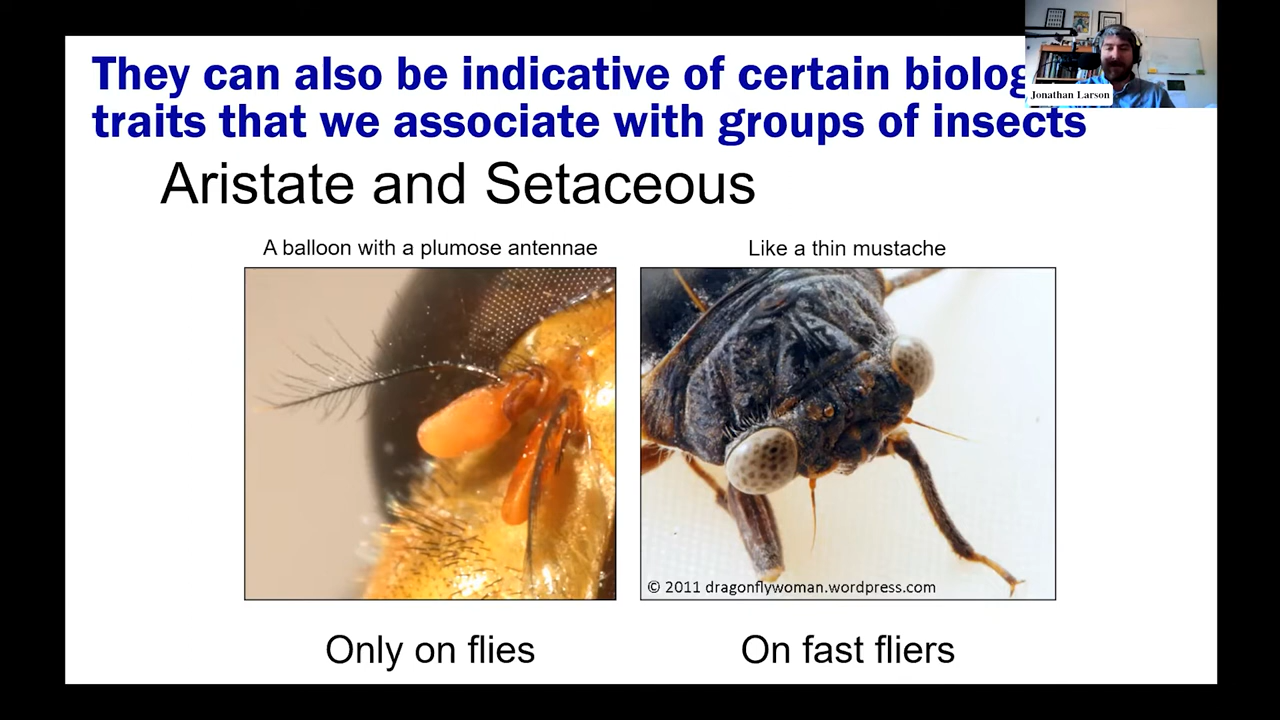 They can also be indicative of certain
traits that we associate with groups of insects
Jonathan Larson
Aristate and Setaceous
A balloon with a plumose antennae
Like a thin mustache
© 2011 dragonflywoman.wordpress.com
Only on flies
On fast fliers